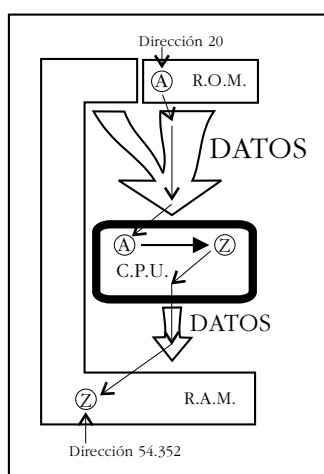 Dirección 20
A R.O.M.
DATOS
A Z
C.P.U.
DATOS
Z R.A.M.
Dirección 54.352